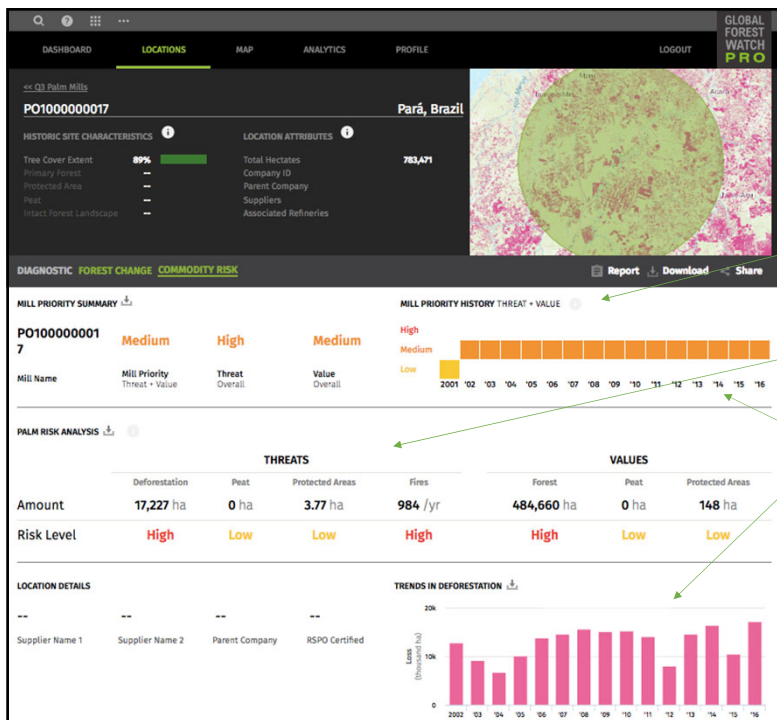 GLOBAL
FOREST
WATCH
PRO
DASHBOARD LOCATIONS MAP ANALYTICS PROFILE LOGOUT
<< Q3 Palm Mills
PO1000000017 Pará, Brazil
HISTORIC SITE CHARACTERISTICS LOCATION ATTRIBUTES
Tree Cover Extent 89% Total Hectates 783,471
Primary Forest -- Company ID
Protected Area -- Parent Company
Peat -- Suppliers
Intact Forest Landscape -- Associated Refineries
DIAGNOSTIC FOREST CHANGE COMMODITY RISK Report Download Share
MILL PRIORITY SUMMARY MILL PRIORITY HISTORY THREAT + VALUE
PO100000001
7
Medium High Medium
Mill Name
Mill Priority Threat Value
Threat + Value Overall Overall
High
Medium
Low
2001 '02 '03 '04 '05 '06 '07 '08 '09 '10 '11 '12 '13 '14 '15 '16
PALM RISK ANALYSIS
THREATS VALUES
Deforestation Peat Protected Areas Fires Forest Peat Protected Areas
Amount 17,227 ha 0 ha 3.77 ha 984 /yr 484,660 ha 0 ha 148 ha
Risk Level High Low Low High High Low Low
LOCATION DETAILS TRENDS IN DEFORESTATION
-- -- -- --
Supplier Name 1 Supplier Name 2 Parent Company RSPO Certified
Loss
(thousand ha)
20k
10k
0
2002 '03 '04 '05 '06 '07 '08 '09 '10 '11 '12 '13 '14 '15 '16